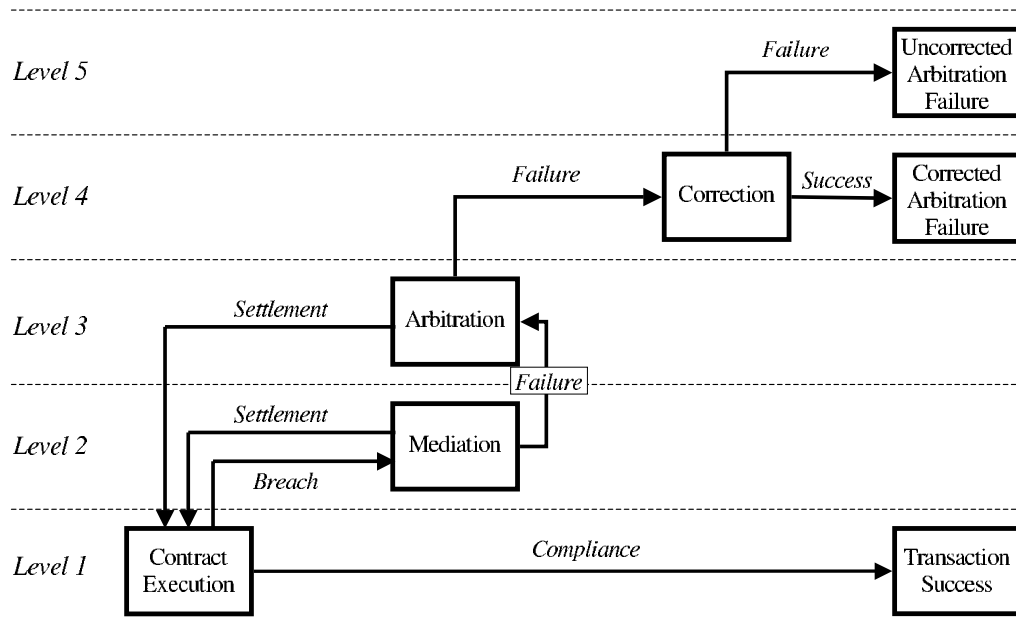 Level 5
Failure
Uncorrected
Arbitration
Failure
Level 4
Failure
Correction
Success
Corrected
Arbitration
Failure
Level 3
Settlement
Arbitration
Failure
Level 2
Settlement
Mediation
Breach
Level 1
Contract
Execution
Compliance
Transaction
Success